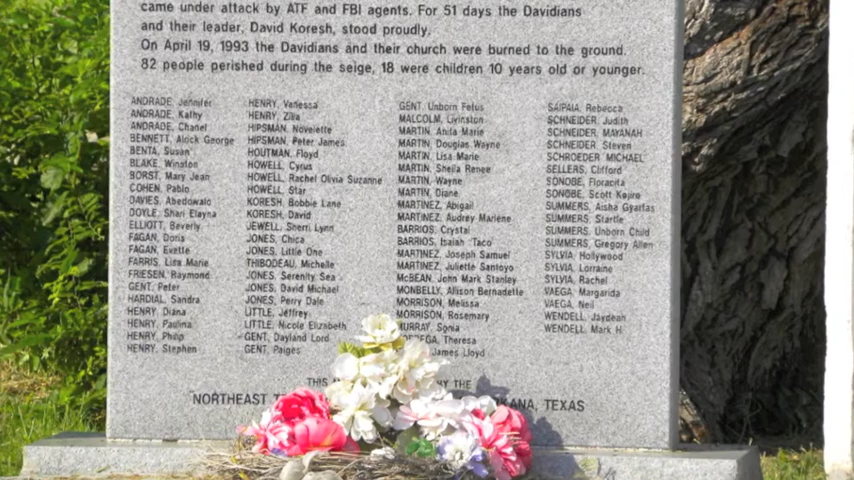 came under attack by ATF and FBI agents. For 51 days the Davidians
and their leader, David Koresh, stood proudly.
On April 19, 1993 the Davidians and their church were burned to the ground.
82 people perished during the seige, 18 were children 10 years old or younger.
ANDRADE, Jennifer
ANDRADE, Kathy
ANDRADE, Chanel
BENNETT, Alrick George
BENTA, Susan
BLAKE, Winston
BORST, Mary Jean
COHEN, Pablo
DAVIES, Abedowalo
DOYLE, Shari Elayna
ELLIOTT, Beverly
FAGAN, Doris
FAGAN, Evette
FARRIS, Lisa Marie
FRIESEN, Raymond
GENT, Peter
HARDIAL, Sandra
HENRY, Diana
HENRY, Paulina
HENRY, Philip
HENRY, Stephen
HENRY, Vanessa
HENRY, Zilla
HIPSMAN, Novelette
HIPSMAN, Peter James
HOUTMAN, Floyd
HOWELL, Cyrus
HOWELL, Rachel Olivia Suzanne
HOWELL, Star
KORESH, Bobbie Lane
KORESH, David
JEWELL, Sherri Lynn
JONES, Chica
JONES, Little One
THIBODEAU, Michelle
JONES, Serenity Sea
JONES, David Michael
JONES, Perry Dale
LITTLE, Jeffrey
LITTLE, Nicole Elizabeth
GENT, Dayland Lord
GENT, Paiges
GENT, Unborn Fetus
MALCOLM, Livinston
MARTIN, Anita Marie
MARTIN, Douglas Wayne
MARTIN, Lisa Marie
MARTIN, Sheila Renee
MARTIN, Wayne
MARTIN, Diane
MARTINEZ, Abigail
MARTINEZ, Audrey Marlene
BARRIOS, Crystal
BARRIOS, Isaiah "Taco"
MARTINEZ, Joseph Samuel
MARTINEZ, Juliette Santoyo
McBEAN, John Mark Stanley
MONBELLY, Allison Bernadette
MORRISON, Melissa
MORRISON, Rosemary
MURRAY, Sonia
Theresa
James Lloyd
SAIPAIA, Rebecca
SCHNEIDER, Judith
SCHNEIDER, MAYANAH
SCHNEIDER, Steven
SCHROEDER MICHAEL
SELLERS, Clifford
SONOBE, Floracita
SONOBE, Scott Kojiro
SUMMERS, Aisha Gyarfas
SUMMERS, Startle
SUMMERS, Unborn Child
SUMMERS, Gregory Allen
SYLVIA, Hollywood
SYLVIA, Lorraine
SYLVIA, Rachel
VAEGA, Margarida
VAEGA, Neil
WENDELL, Jaydean
WENDELL, Mark H.
THIS BY THE
NORTHEAST TEXAS